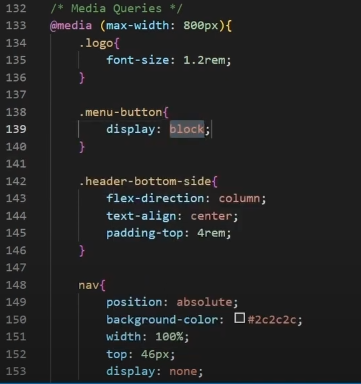 132 /* Media Queries */
133 @media (max-width: 800px){
134     .logo{
135         font-size: 1.2rem;
136     }
137
138     .menu-button{
139         display: block;
140     }
141
142     .header-bottom-side{
143         flex-direction: column;
144         text-align: center;
145         padding-top: 4rem;
146     }
147
148     nav{
149         position: absolute;
150         background-color: #2c2c2c;
151         width: 100%;
152         top: 46px;
153         display: none;